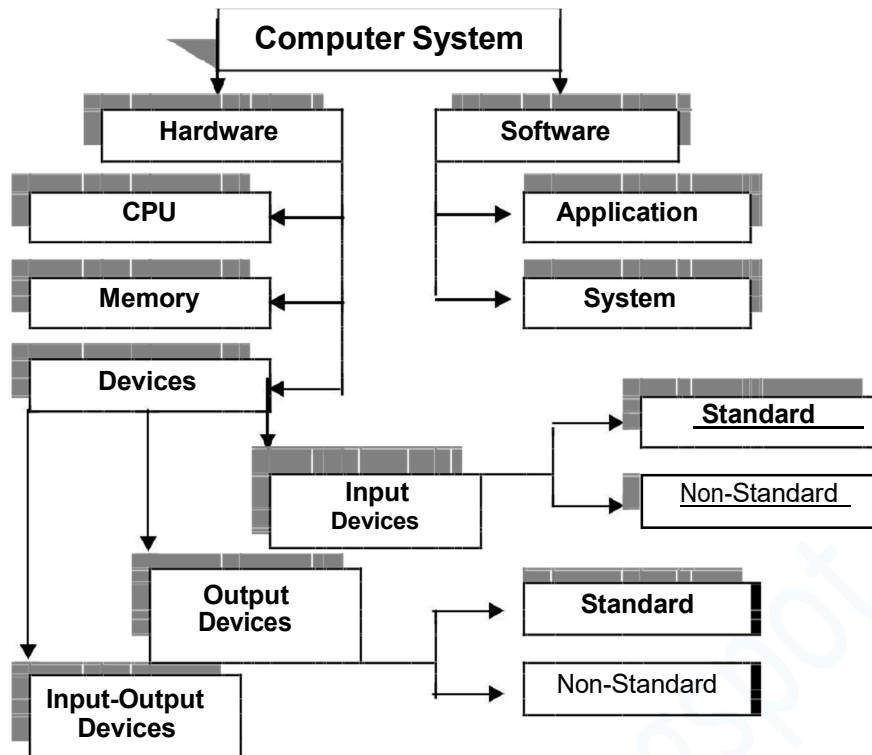 Computer System
Hardware
Software
CPU
Application
Memory
System
Devices
Standard
Input
Devices
Non-Standard
Output
Devices
Standard
Input-Output
Devices
Non-Standard
spot